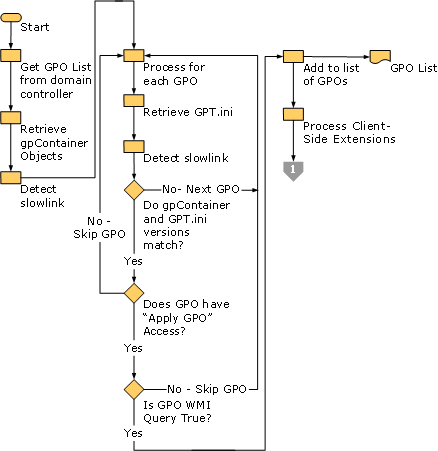 Start
Get GPO List
from domain
controller
Retrieve
gpContainer
Objects
Detect
slowlink
Process for
each GPO
Retrieve GPT.ini
Detect slowlink
No- Next GPO
Do gpContainer
and GPT.ini
versions
match?
No -
Skip GPO
Yes
Does GPO have
“Apply GPO”
Access?
Yes
No - Skip GPO
Is GPO WMI
Query True?
Yes
Add to list
of GPOs
GPO List
Process Client-
Side Extensions
1